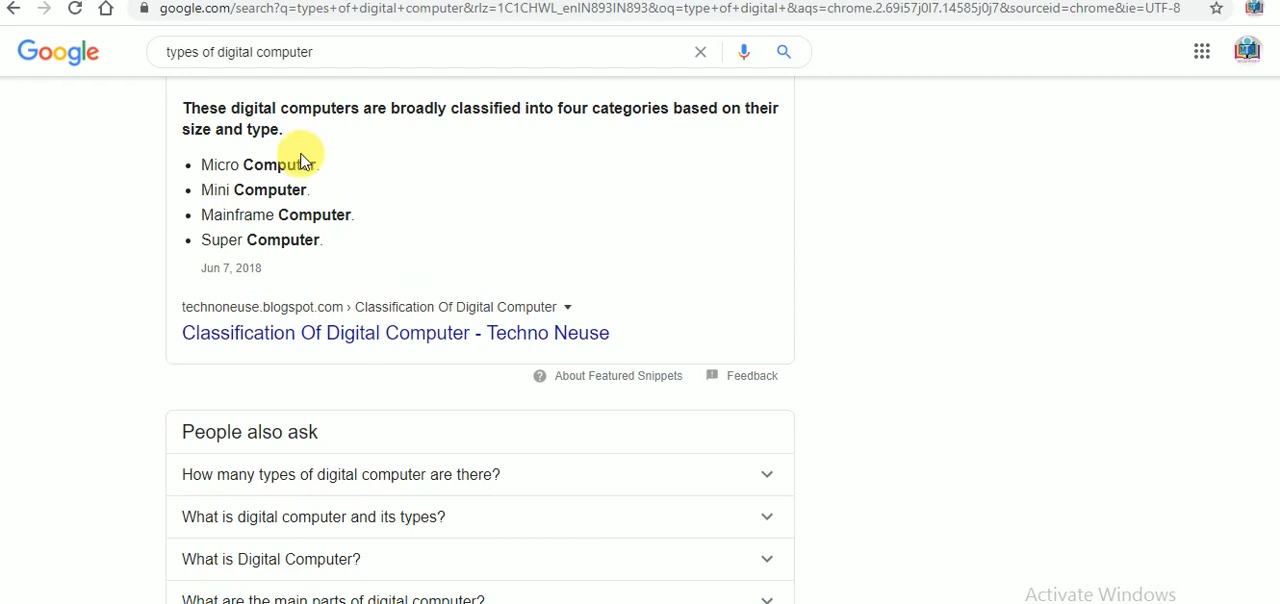 google.com/search?q=types+of+digital+computer&rlz=1C1CHWL_enIN893IN893&oq=type+of+digital+&aqs=chrome.2.69i57j0l7.14585j0j7&sourceid=chrome&ie=UTF-8
Google
types of digital computer
These digital computers are broadly classified into four categories based on their
size and type.
• Micro Computer.
• Mini Computer.
• Mainframe Computer.
• Super Computer.
Jun 7, 2018
technoneuse.blogspot.com › Classification Of Digital Computer
Classification Of Digital Computer - Techno Neuse
About Featured Snippets
Feedback
People also ask
How many types of digital computer are there?
What is digital computer and its types?
What is Digital Computer?
What are the main parts of digital computer?
Activate Windows